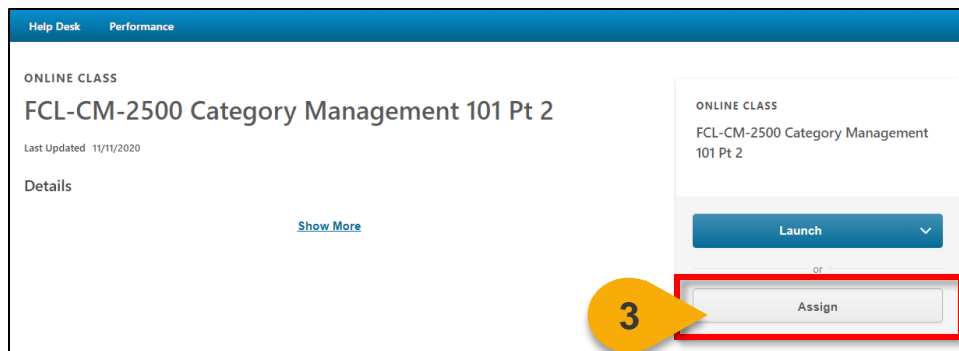 Help Desk Performance
ONLINE CLASS
FCL-CM-2500 Category Management 101 Pt 2
Last Updated 11/11/2020
Details
Show More
ONLINE CLASS
FCL-CM-2500 Category Management
101 Pt 2
Launch
or
Assign
3